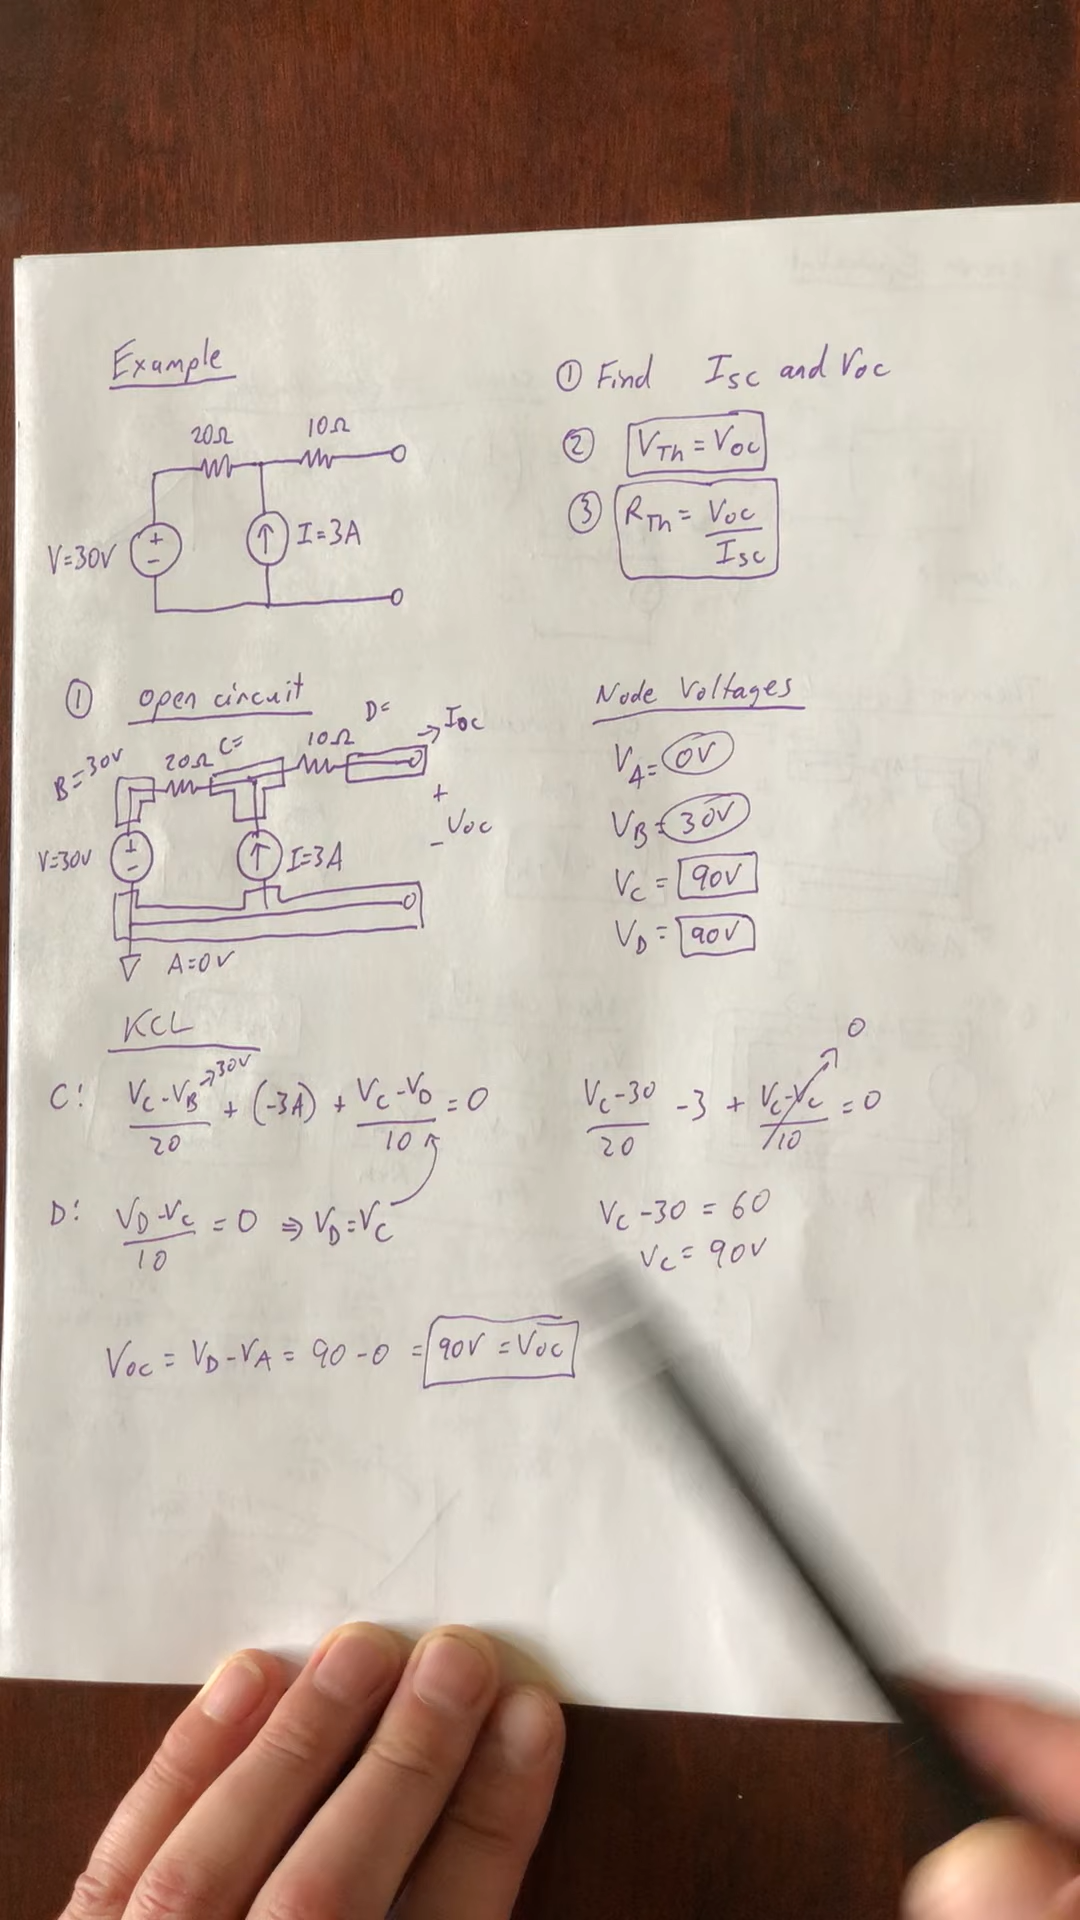 Example
① Find Isc and Voc
20Ω 10Ω
② VTh = Voc
V=30V
I=3A
③ RTh = Voc/Isc
① open circuit
Node Voltages
D=
Ioc
B=30V
20Ω
C=
10Ω
VA = 0V
+
Voc
-
VB = 30V
V=30V
I=3A
VC = 90V
VD = 90V
A=0V
KCL
C: (VC-VB→30V)/20 + (-3A) + (VC-VD)/10 = 0
(VC-30)/20 - 3 + (VC-VC)/10 → 0 = 0
D: (VD-VC)/10 = 0 ⇒ VD=VC
VC-30 = 60
VC = 90V
Voc = VD-VA = 90-0 = 90V = Voc